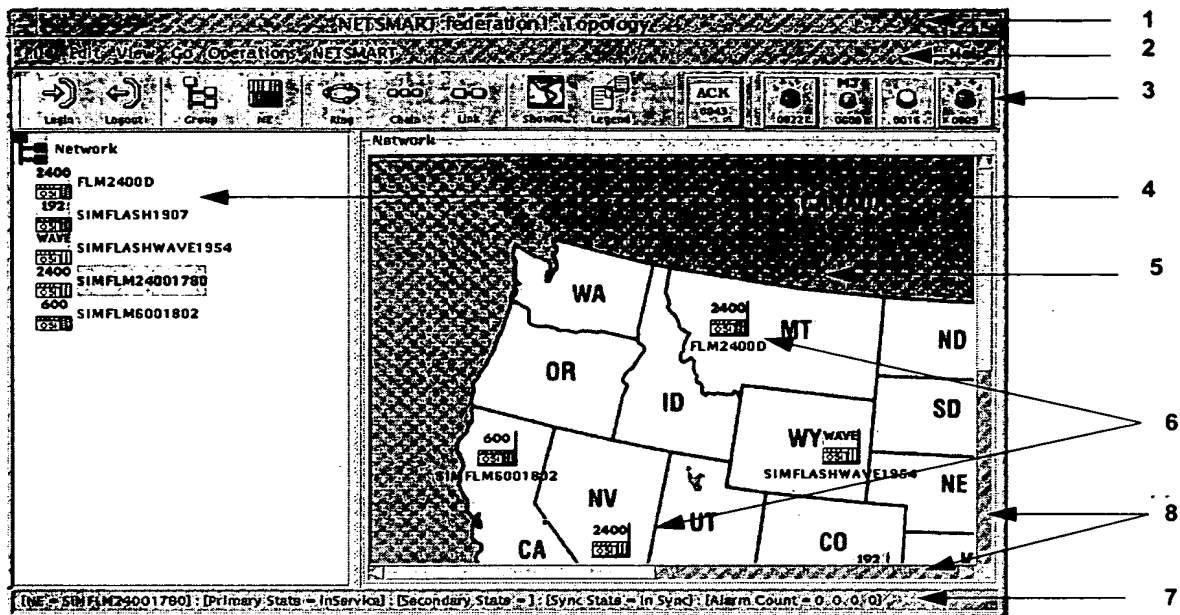 NETSMART federation1: Topology
1
File Edit View Go Operations NETSMART
2
Login Logout Group NE Ring Chain Link Legend
ACK
3
Network
2400
FLM2400D
192
SIMFLASH1907
WAVE
SIMFLASHWAVE1954
2400
SIMFLM24001780
600
SIMFLM6001802
4
Network
5
WA
2400
MT
FLM2400D
ND
OR
ID
SD
6
600
WY
WAVE
SIMFLM6001802
SIMFLASHWAVE1954
NE
NV
UT
8
2400
CA
CO
192
[NE = SIMFLM24001780] : [Primary State = InService] : [Secondary State = ] : [Sync State = In Sync] : [Alarm Count = 0, 0, 0, 0]
7